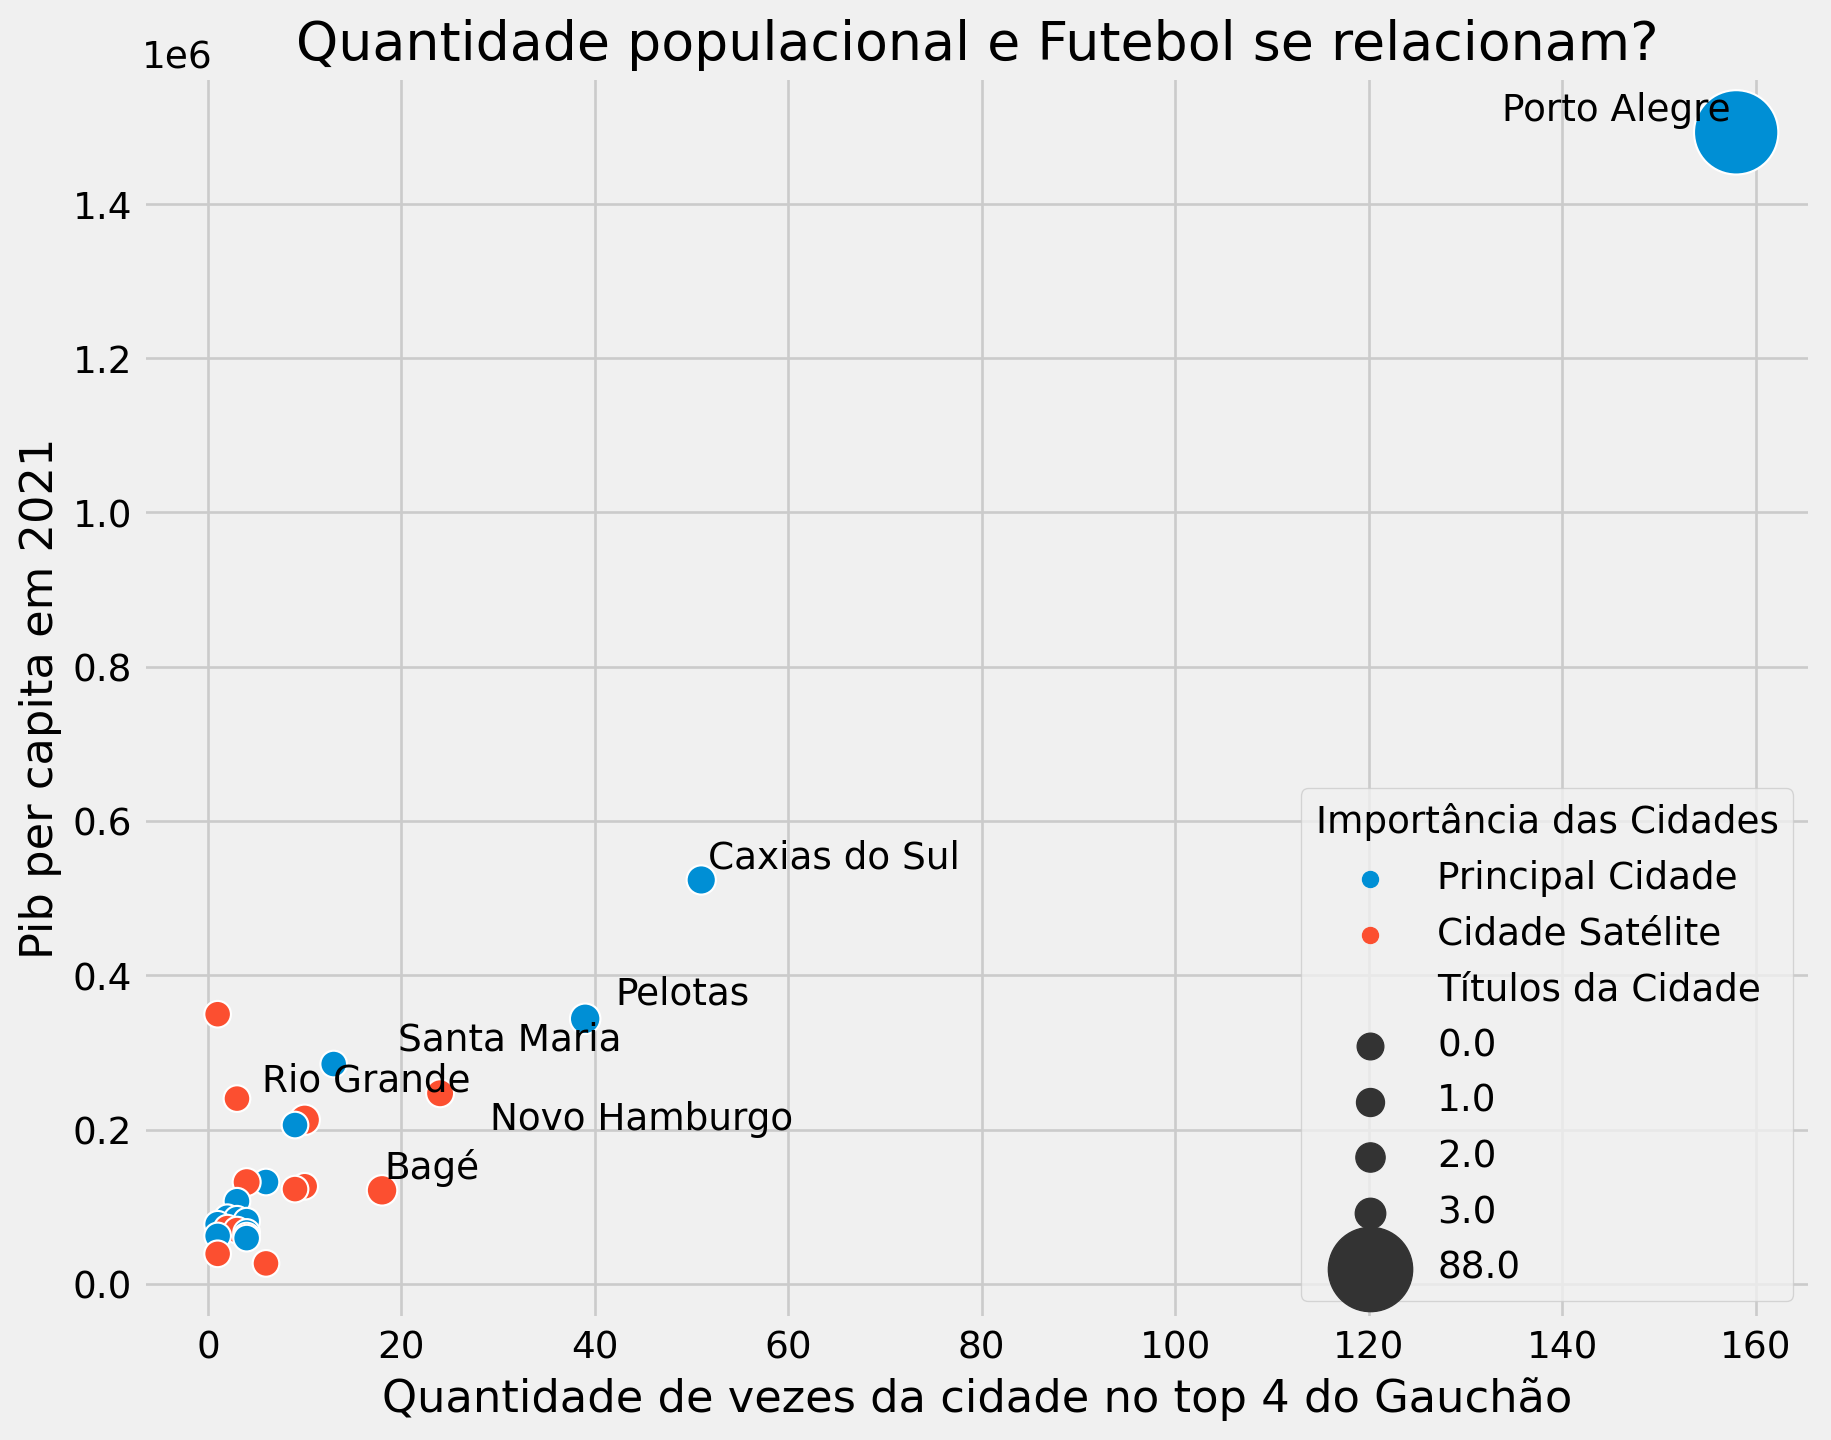 Quantidade populacional e Futebol se relacionam?
1e6
Porto Alegre
1.4
1.2
1.0
0.8
0.6
0.4
0.2
0.0
Pib per capita em 2021
Caxias do Sul
Pelotas
Santa Maria
Rio Grande
Novo Hamburgo
Bagé
Importância das Cidades
Principal Cidade
Cidade Satélite
Títulos da Cidade
0.0
1.0
2.0
3.0
88.0
0 20 40 60 80 100 120 140 160
Quantidade de vezes da cidade no top 4 do Gauchão